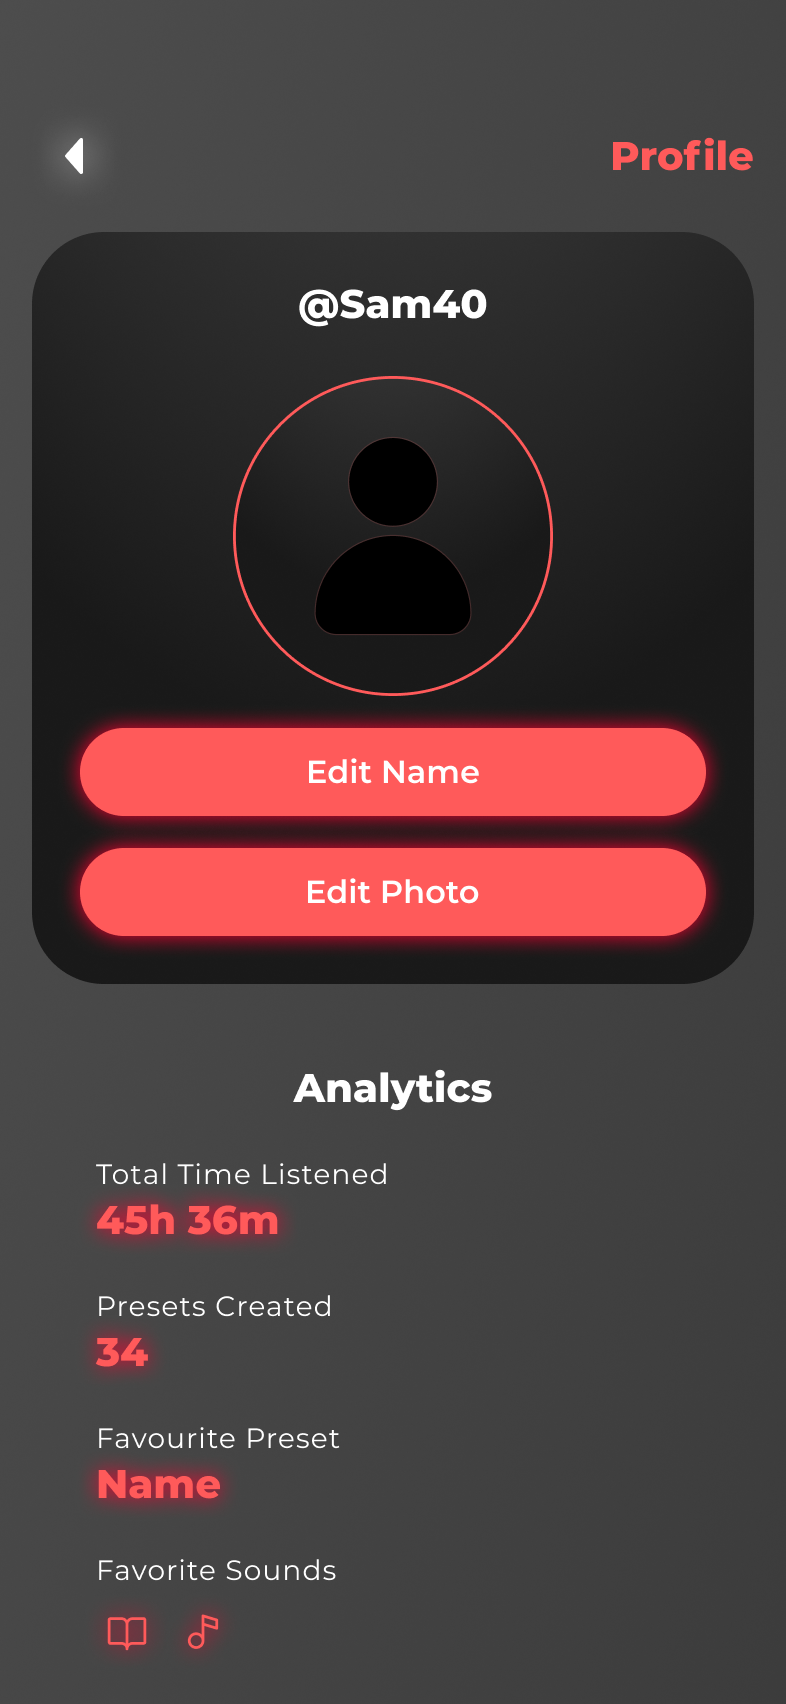 Profile
@Sam40
Edit Name
Edit Photo
Analytics
Total Time Listened
45h 36m
Presets Created
34
Favourite Preset
Name
Favorite Sounds